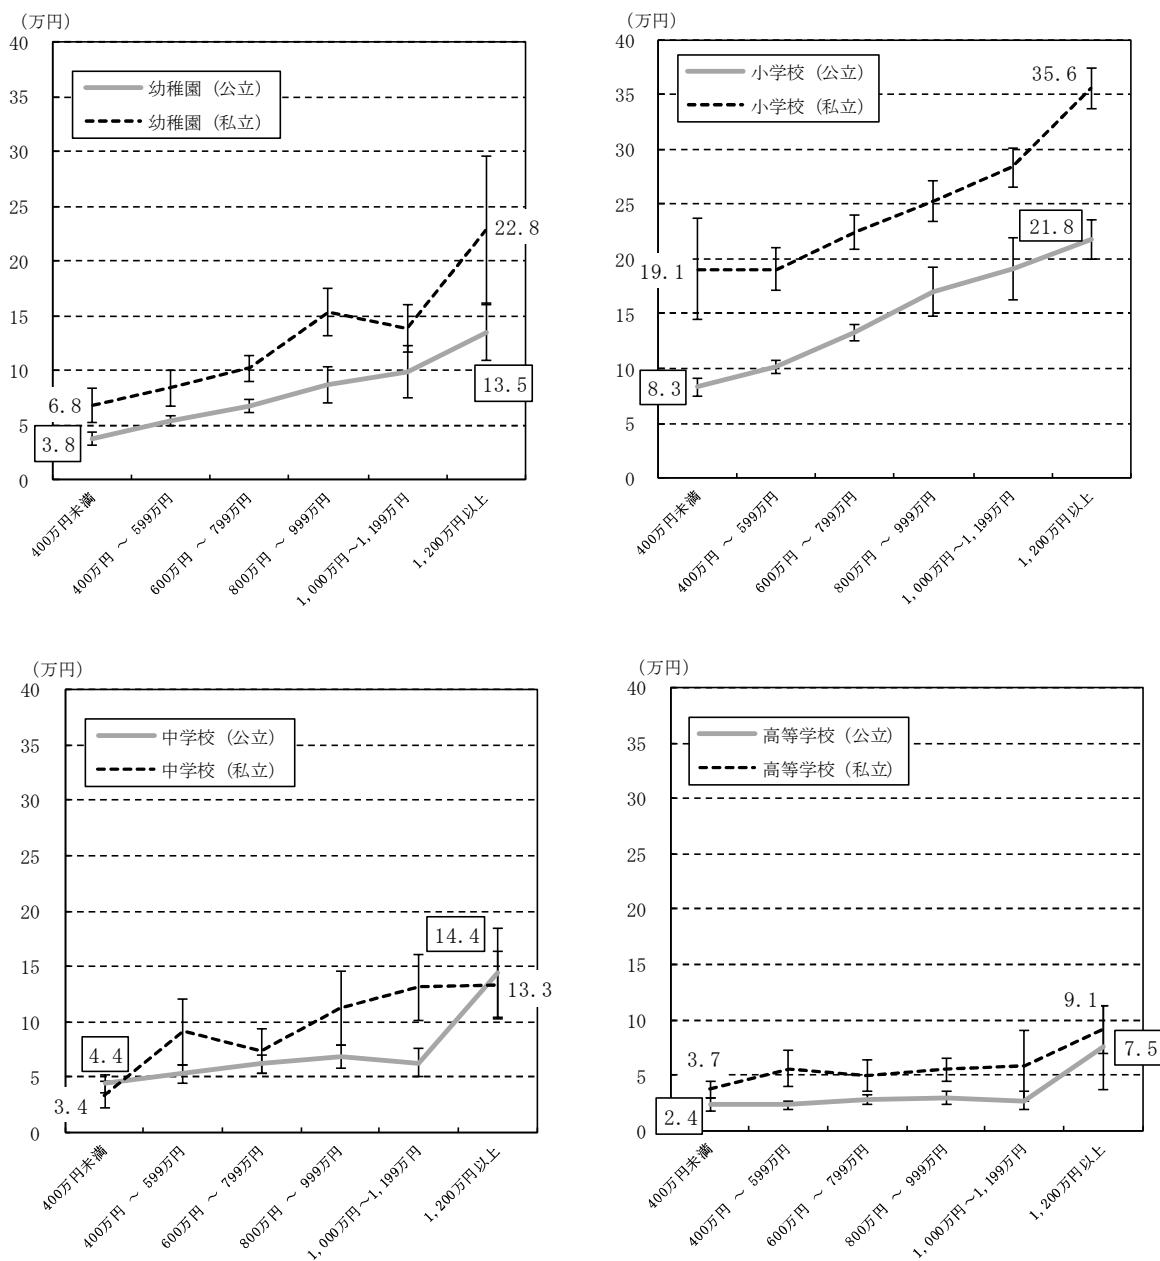 （万円）
40
35
30
25
20
15
10
5
0
幼稚園（公立）
幼稚園（私立）
22.8
13.5
6.8
3.8
400万円未満
400万円 ～ 599万円
600万円 ～ 799万円
800万円 ～ 999万円
1,000万円～1,199万円
1,200万円以上
（万円）
40
35
30
25
20
15
10
5
0
小学校（公立）
小学校（私立）
35.6
21.8
19.1
8.3
400万円未満
400万円 ～ 599万円
600万円 ～ 799万円
800万円 ～ 999万円
1,000万円～1,199万円
1,200万円以上
（万円）
40
35
30
25
20
15
10
5
0
中学校（公立）
中学校（私立）
14.4
13.3
4.4
3.4
400万円未満
400万円 ～ 599万円
600万円 ～ 799万円
800万円 ～ 999万円
1,000万円～1,199万円
1,200万円以上
（万円）
40
35
30
25
20
15
10
5
0
高等学校（公立）
高等学校（私立）
9.1
7.5
3.7
2.4
400万円未満
400万円 ～ 599万円
600万円 ～ 799万円
800万円 ～ 999万円
1,000万円～1,199万円
1,200万円以上